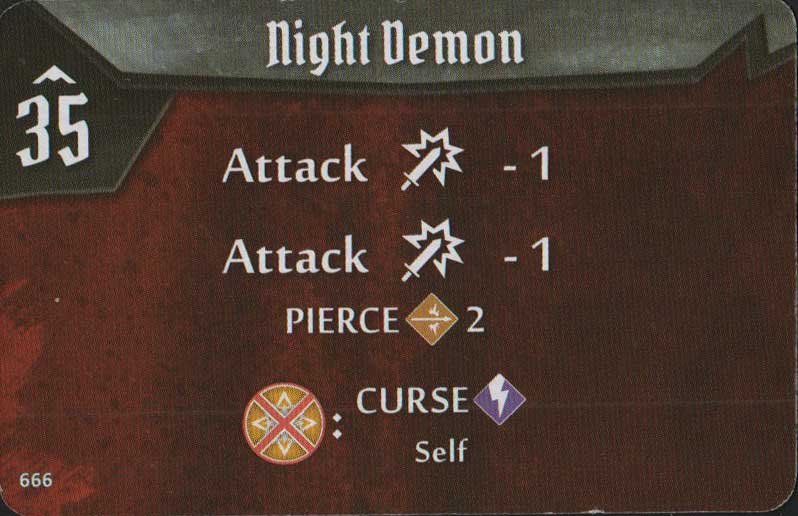 Night Demon
35
Attack - 1
Attack - 1
PIERCE 2
: CURSE
Self
666